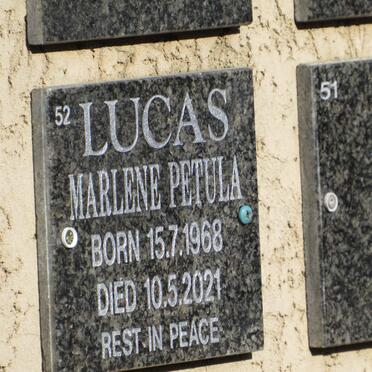 52
LUCAS
MARLENE PETULA
BORN 15.7.1968
DIED 10.5.2021
REST IN PEACE
51